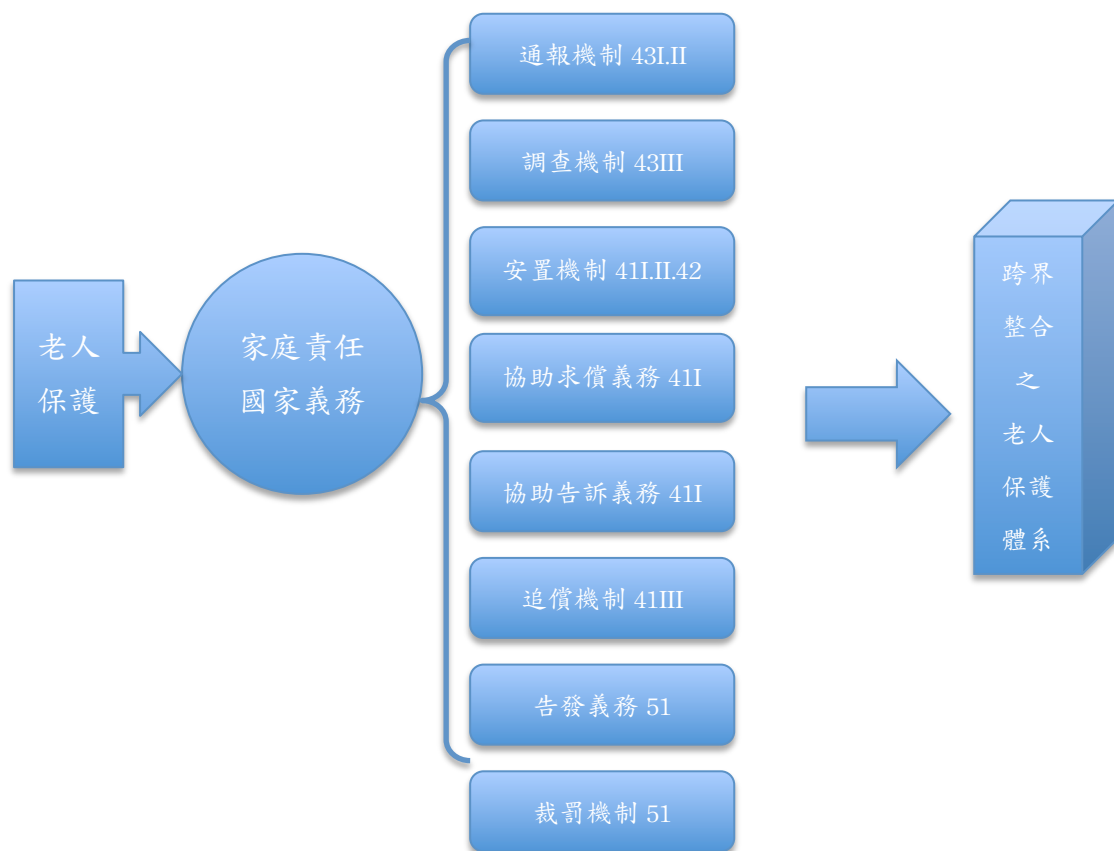 老人
保護
家庭責任
國家義務
通報機制 43I.II
調查機制 43III
安置機制 41I.II.42
協助求償義務 41I
協助告訴義務 41I
追償機制 41III
告發義務 51
裁罰機制 51
跨界
整合
之
老人
保護
體系